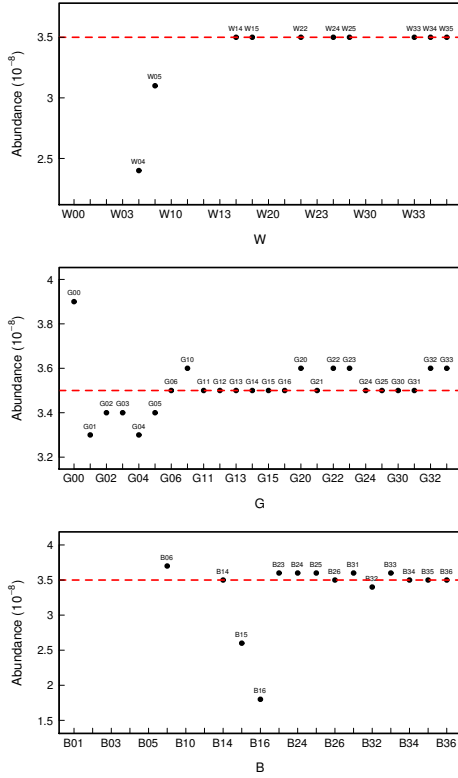 3.5
3
2.5
Abundance (10⁻⁸)
W14 W15 W22 W24 W25 W33 W34 W35
W05
W04
W00 W03 W10 W13 W20 W23 W30 W33
W
4
3.8
3.6
3.4
3.2
Abundance (10⁻⁸)
G00
G10 G20 G22 G23 G32 G33
G06 G11 G12 G13 G14 G15 G16 G21 G24 G25 G30 G31
G02 G03 G05
G01 G04
G00 G02 G04 G06 G11 G13 G15 G20 G22 G24 G30 G32
G
4
3.5
3
2.5
2
1.5
Abundance (10⁻⁸)
B06
B23 B24 B25 B31 B33
B14 B26 B34 B35 B36
B32
B15
B16
B01 B03 B05 B10 B14 B16 B24 B26 B32 B34 B36
B